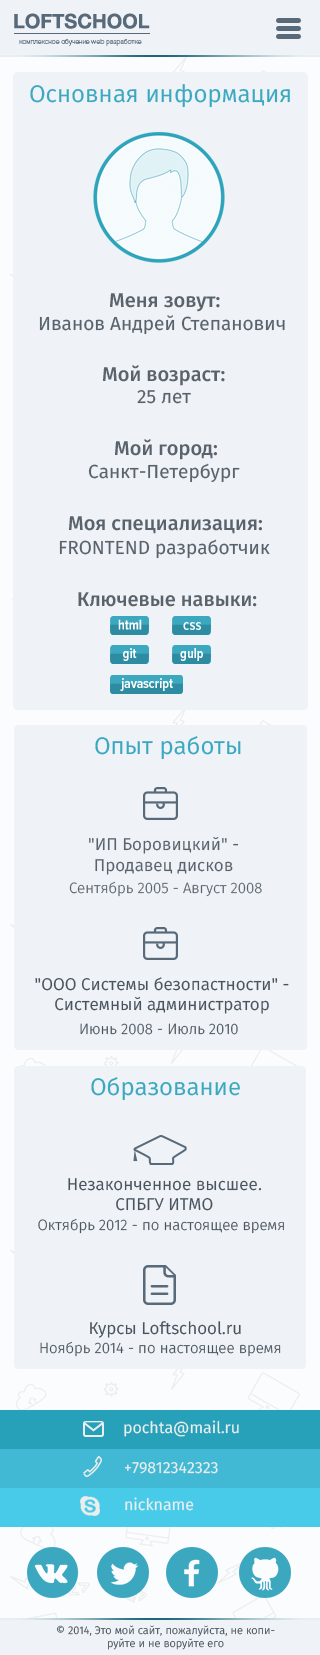 LOFTSCHOOL
комплексное обучение web разработке
Основная информация
Меня зовут:
Иванов Андрей Степанович
Мой возраст:
25 лет
Мой город:
Санкт-Петербург
Моя специализация:
FRONTEND разработчик
Ключевые навыки:
html css
git gulp
javascript
Опыт работы
"ИП Боровицкий" -
Продавец дисков
Сентябрь 2005 - Август 2008
"ООО Системы безопастности" -
Системный администратор
Июнь 2008 - Июль 2010
Образование
Незаконченное высшее.
СПБГУ ИТМО
Октябрь 2012 - по настоящее время
Курсы Loftschool.ru
Ноябрь 2014 - по настоящее время
pochta@mail.ru
+79812342323
nickname
© 2014, Это мой сайт, пожалуйста, не копи-
руйте и не воруйте его